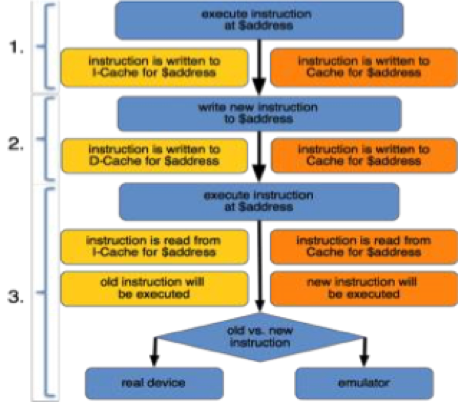 execute instruction
at $address
1.
instruction is written to
I-Cache for $address
instruction is written to
Cache for $address
write new instruction
to $address
2.
instruction is written to
D-Cache for $address
instruction is written to
Cache for $address
execute instruction
at $address
3.
instruction is read from
I-Cache for $address
instruction is read from
Cache for $address
old instruction will
be executed
new instruction will
be executed
old vs. new
instruction
real device
emulator